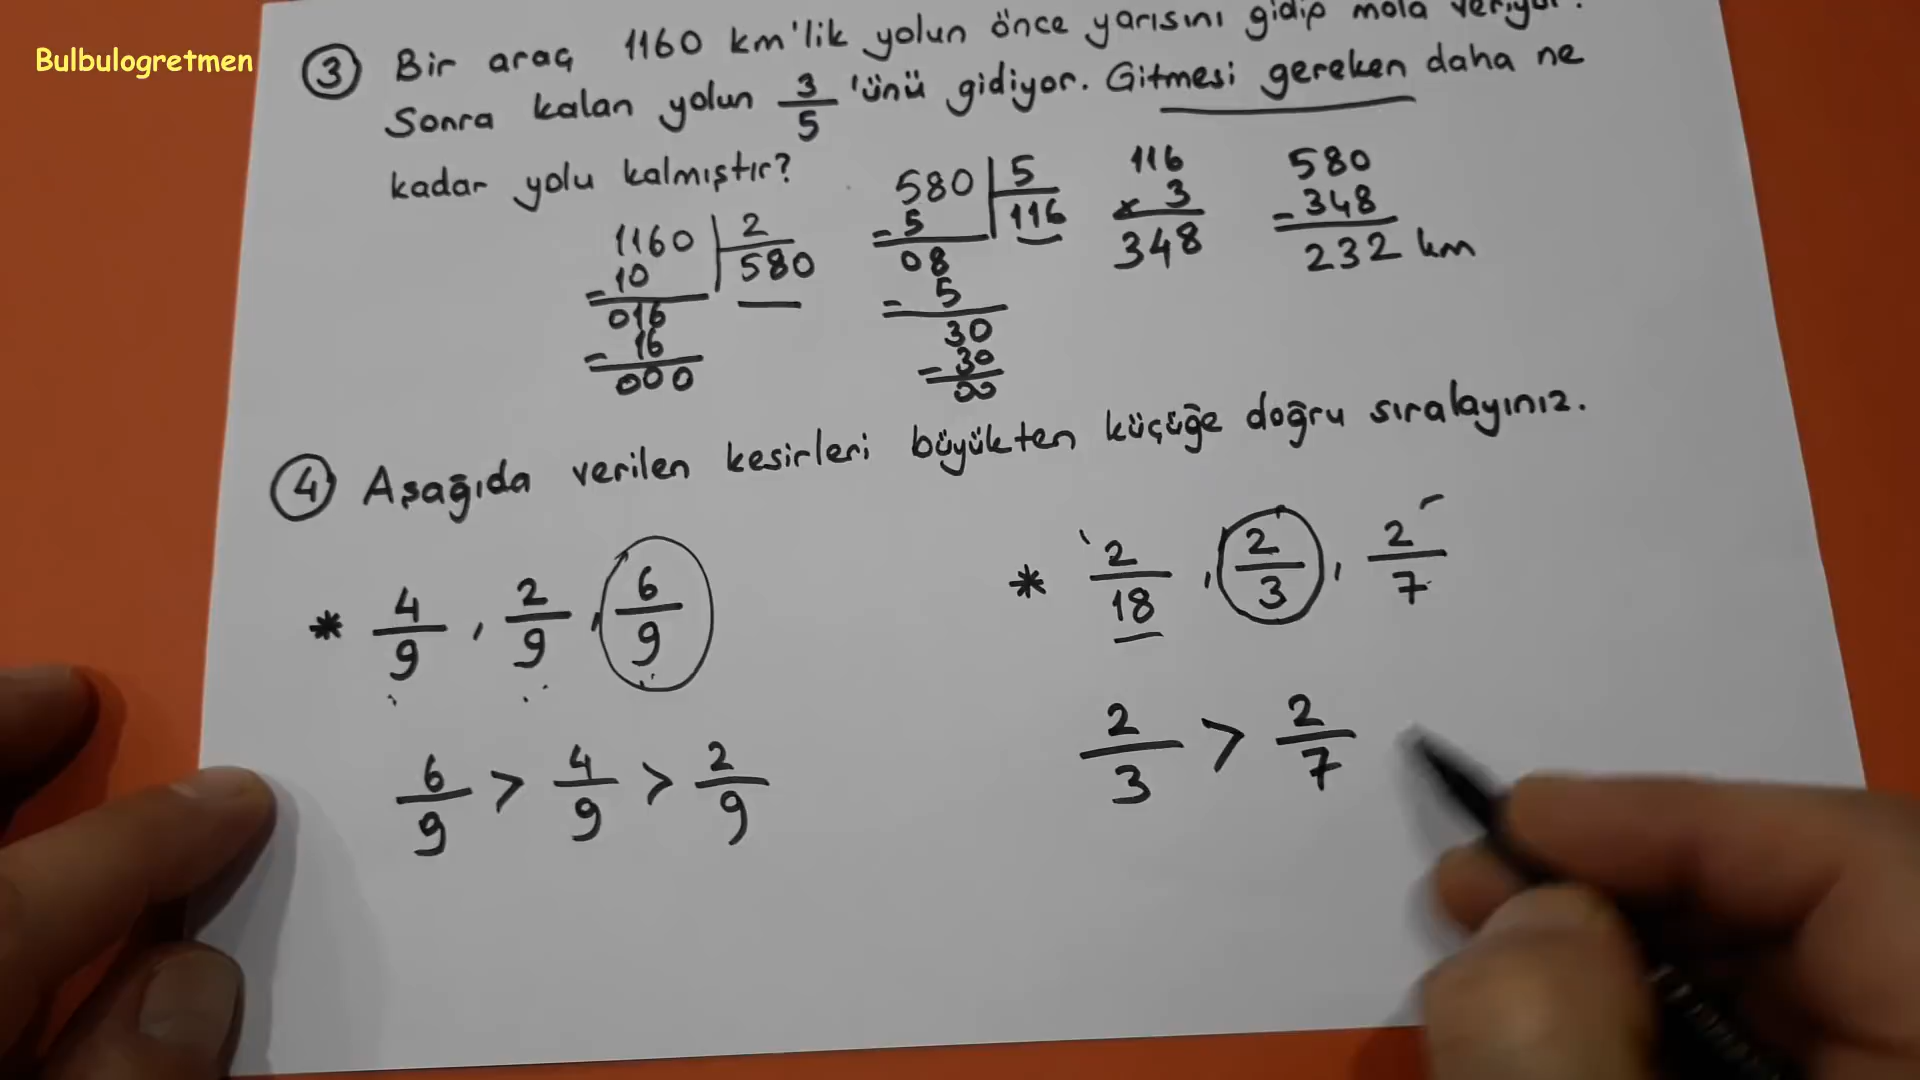 Bulbulogretmen
3 Bir araç 1160 km'lik yolun önce yarısını gidip mola veriyor.
Sonra kalan yolun 3/5 'ünü gidiyor. Gitmesi gereken daha ne
kadar yolu kalmıştır?
1160 | 2
580
- 10
016
- 16
000
580 | 5
116
- 5
08
- 5
30
- 30
00
116
x 3
348
580
- 348
232 km
4 Aşağıda verilen kesirleri büyükten küçüğe doğru sıralayınız.
* 4/9 , 2/9 , 6/9
6/9 > 4/9 > 2/9
* 2/18 , 2/3 , 2/7
2/3 > 2/7